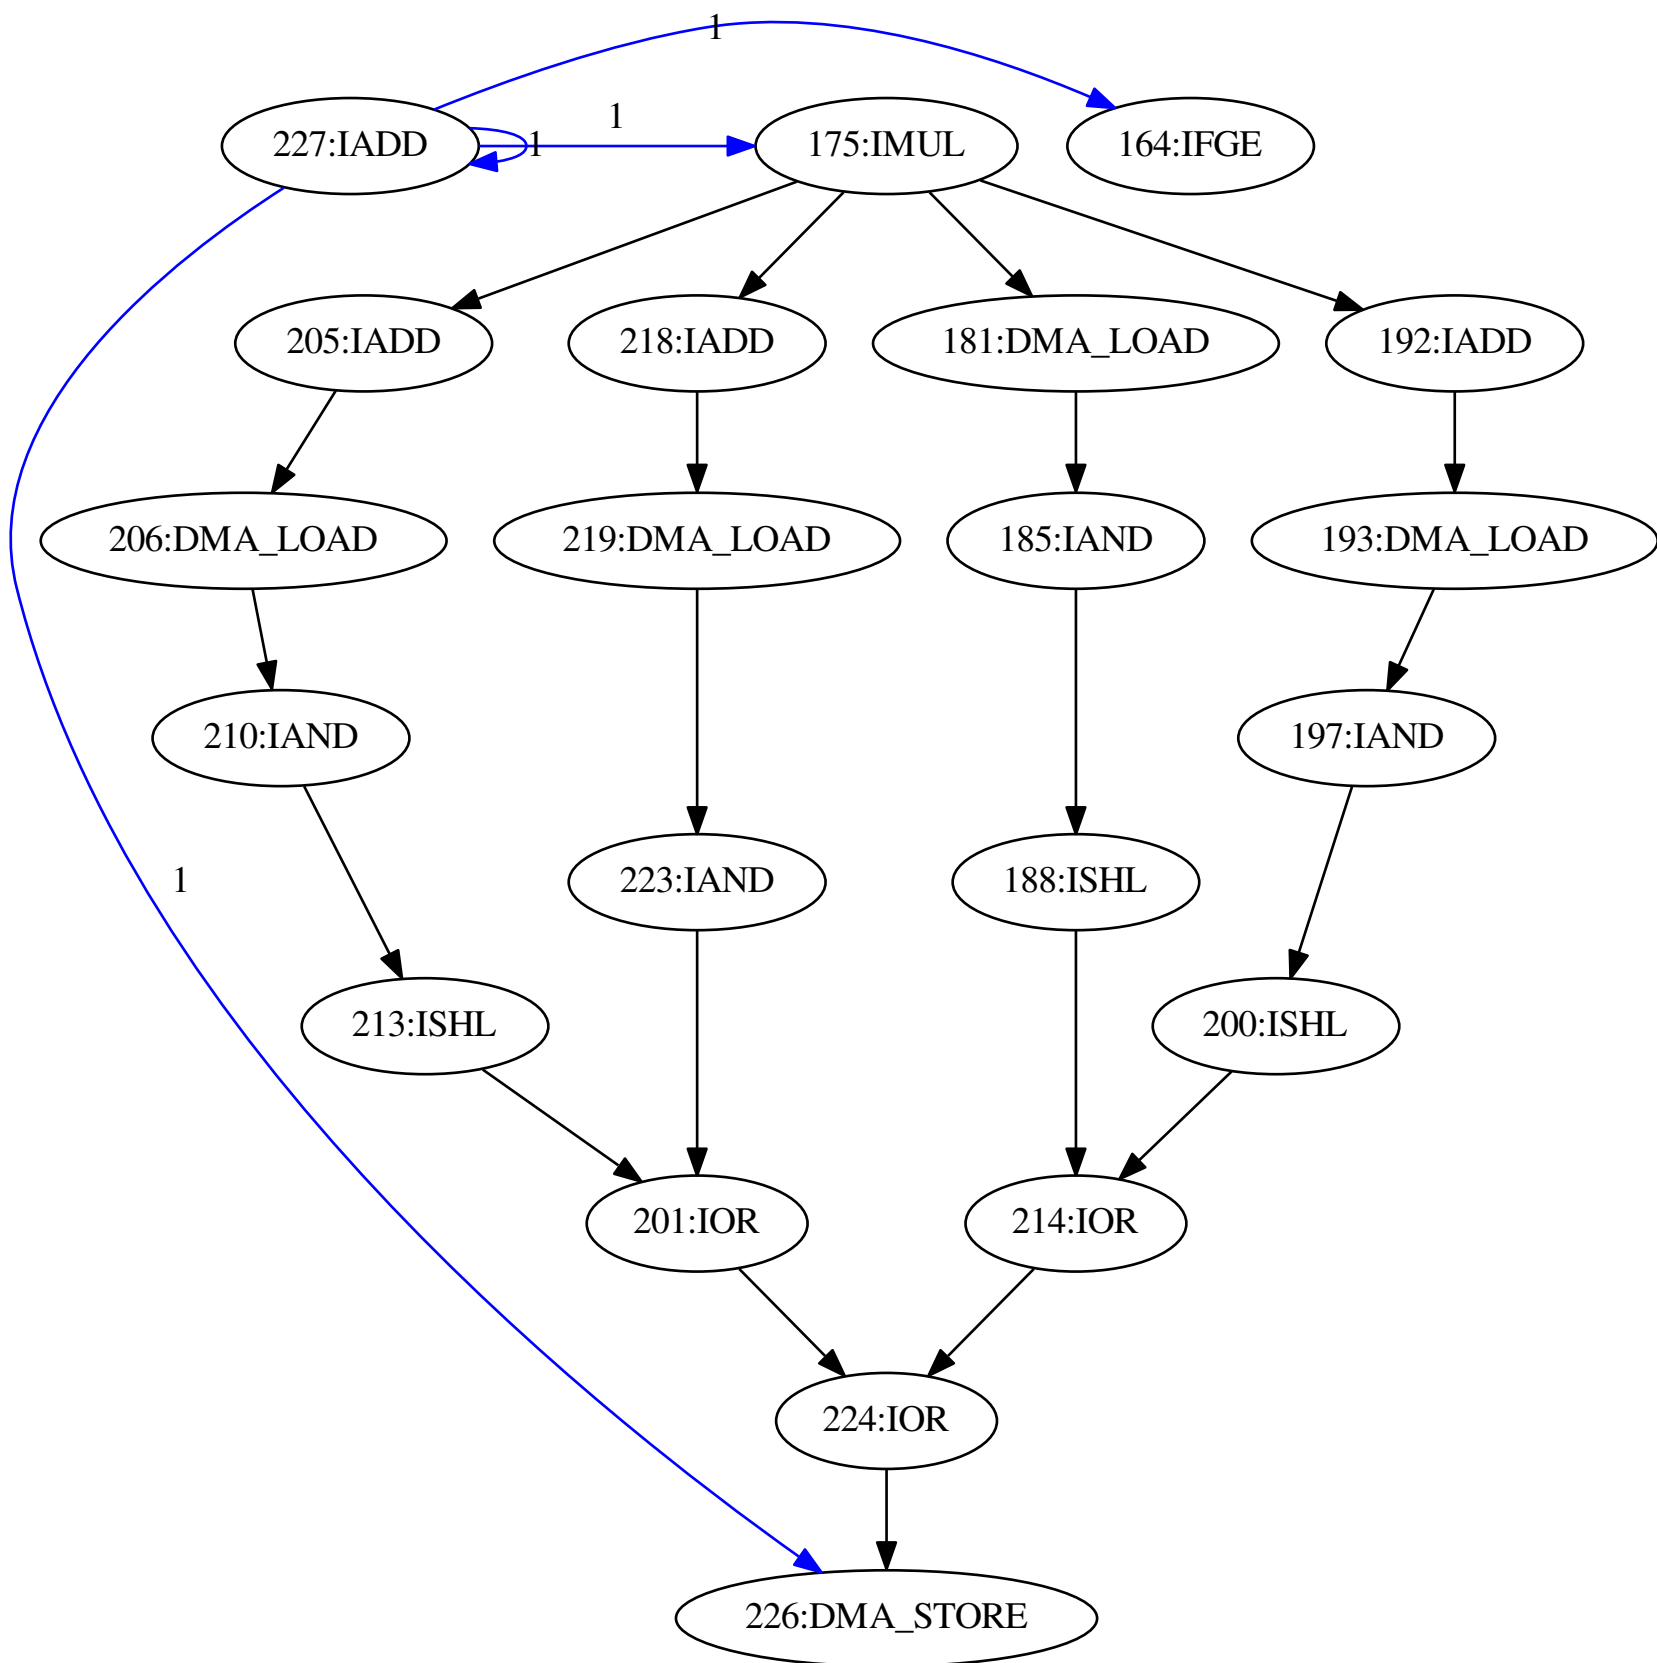 1
1
227:IADD
1
175:IMUL
164:IFGE
205:IADD
218:IADD
181:DMA_LOAD
192:IADD
206:DMA_LOAD
219:DMA_LOAD
185:IAND
193:DMA_LOAD
210:IAND
197:IAND
1
223:IAND
188:ISHL
213:ISHL
200:ISHL
201:IOR
214:IOR
224:IOR
226:DMA_STORE